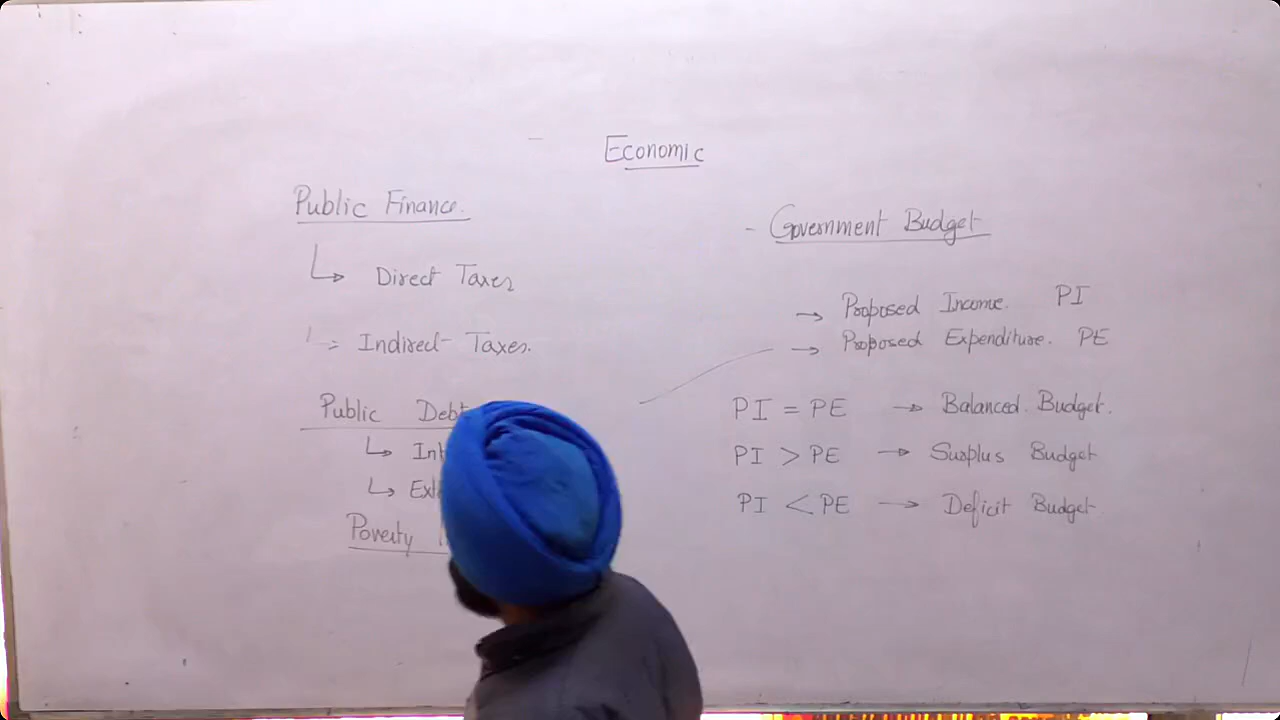 Economic
Public Finance.
Direct Taxes
Indirect Taxes.
Public Debt
Poverty
- Government Budget
→ Proposed Income. PI
→ Proposed Expenditure. PE
PI = PE → Balanced Budget.
PI > PE → Surplus Budget
PI < PE → Deficit Budget